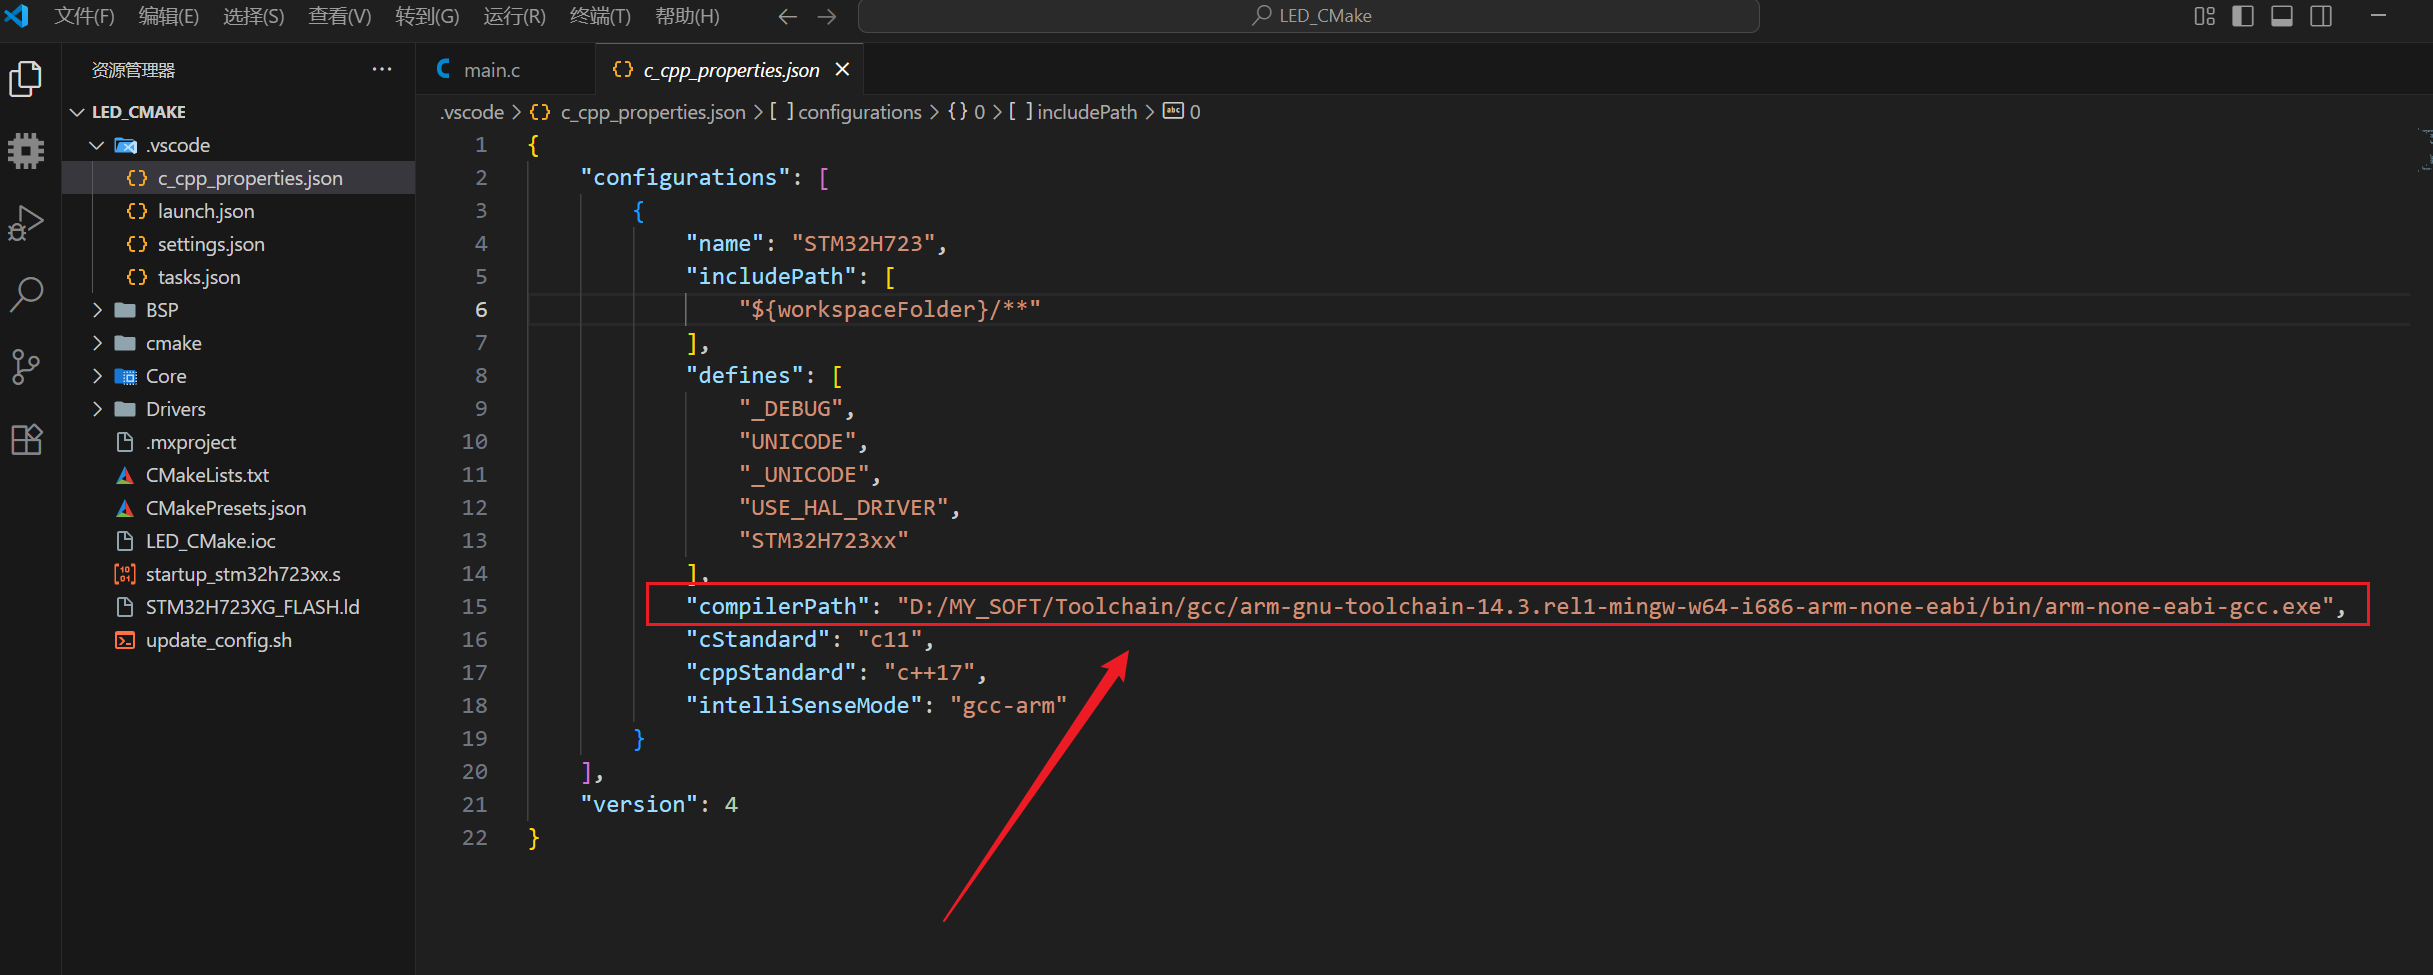 文件(F) 编辑(E) 选择(S) 查看(V) 转到(G) 运行(R) 终端(T) 帮助(H) LED_CMake
资源管理器
LED_CMAKE
.vscode
c_cpp_properties.json
launch.json
settings.json
tasks.json
BSP
cmake
Core
Drivers
.mxproject
CMakeLists.txt
CMakePresets.json
LED_CMake.ioc
startup_stm32h723xx.s
STM32H723XG_FLASH.ld
update_config.sh
main.c c_cpp_properties.json
.vscode > {} c_cpp_properties.json > [ ] configurations > {} 0 > [ ] includePath > abc 0
1 {
2 "configurations": [
3 {
4 "name": "STM32H723",
5 "includePath": [
6 "${workspaceFolder}/**"
7 ],
8 "defines": [
9 "_DEBUG",
10 "UNICODE",
11 "_UNICODE",
12 "USE_HAL_DRIVER",
13 "STM32H723xx"
14 ],
15 "compilerPath": "D:/MY_SOFT/Toolchain/gcc/arm-gnu-toolchain-14.3.rel1-mingw-w64-i686-arm-none-eabi/bin/arm-none-eabi-gcc.exe",
16 "cStandard": "c11",
17 "cppStandard": "c++17",
18 "intelliSenseMode": "gcc-arm"
19 }
20 ],
21 "version": 4
22 }